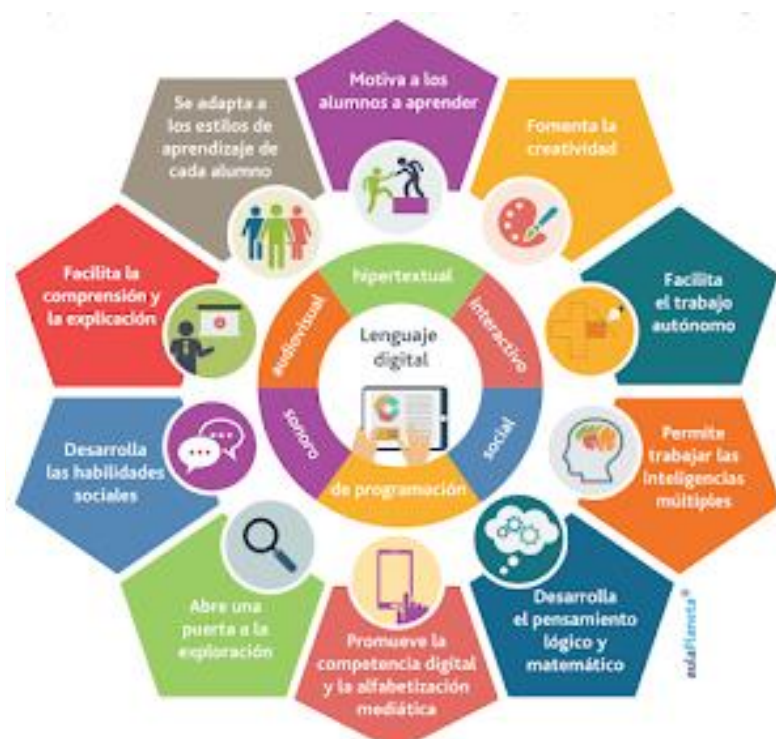 Motiva a los
alumnos a aprender
Fomenta la
creatividad
Facilita
el trabajo
autónomo
Permite
trabajar las
inteligencias
múltiples
Desarrolla
el pensamiento
lógico y
matemático
Promueve la
competencia digital
y la alfabetización
mediática
Abre una
puerta a la
exploración
Desarrolla
las habilidades
sociales
Facilita la
comprensión y
la explicación
Se adapta a
los estilos de
aprendizaje de
cada alumno
hipertextual
interactivo
social
de programación
sonoro
audiovisual
Lenguaje
digital
aulaPlaneta